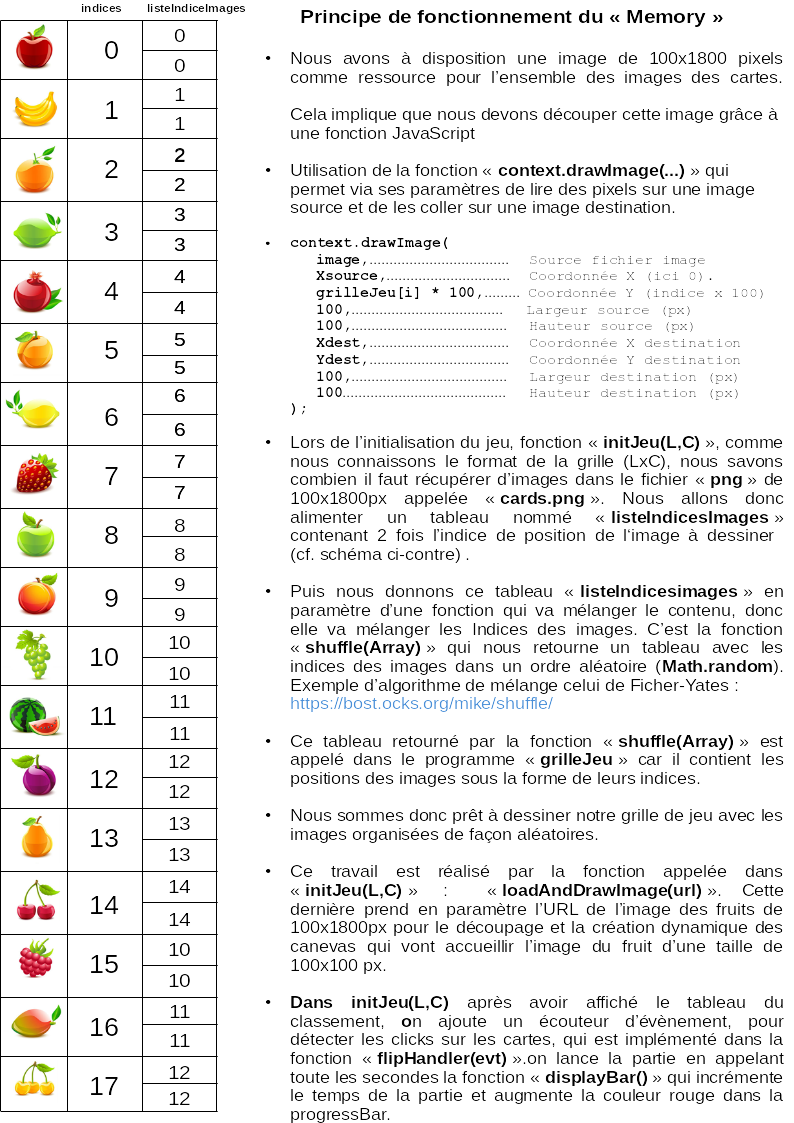 indices listeIndiceImages
0 0
0
1 1
1
2 2
2
3 3
3
4 4
4
5 5
5
6 6
6
7 7
7
8 8
8
9 9
9
10 10
10
11 11
11
12 12
12
13 13
13
14 14
14
15 10
10
16 11
11
17 12
12
Principe de fonctionnement du « Memory »
• Nous avons à disposition une image de 100x1800 pixels
comme ressource pour l’ensemble des images des cartes.
Cela implique que nous devons découper cette image grâce à
une fonction JavaScript
• Utilisation de la fonction « context.drawImage(...) » qui
permet via ses paramètres de lire des pixels sur une image
source et de les coller sur une image destination.
• context.drawImage(
image,................................... Source fichier image
Xsource,............................... Coordonnée X (ici 0).
grilleJeu[i] * 100,......... Coordonnée Y (indice x 100)
100,...................................... Largeur source (px)
100,....................................... Hauteur source (px)
Xdest,................................... Coordonnée X destination
Ydest,................................... Coordonnée Y destination
100,....................................... Largeur destination (px)
100......................................... Hauteur destination (px)
);
• Lors de l’initialisation du jeu, fonction « initJeu(L,C) », comme
nous connaissons le format de la grille (LxC), nous savons
combien il faut récupérer d’images dans le fichier « png » de
100x1800px appelée « cards.png ». Nous allons donc
alimenter un tableau nommé « listeIndicesImages »
contenant 2 fois l’indice de position de l‘image à dessiner
(cf. schéma ci-contre) .
• Puis nous donnons ce tableau « listeIndicesimages » en
paramètre d’une fonction qui va mélanger le contenu, donc
elle va mélanger les Indices des images. C’est la fonction
« shuffle(Array) » qui nous retourne un tableau avec les
indices des images dans un ordre aléatoire (Math.random).
Exemple d’algorithme de mélange celui de Ficher-Yates :
https://bost.ocks.org/mike/shuffle/
• Ce tableau retourné par la fonction « shuffle(Array) » est
appelé dans le programme « grilleJeu » car il contient les
positions des images sous la forme de leurs indices.
• Nous sommes donc prêt à dessiner notre grille de jeu avec les
images organisées de façon aléatoires.
• Ce travail est réalisé par la fonction appelée dans
« initJeu(L,C) » : « loadAndDrawImage(url) ». Cette
dernière prend en paramètre l’URL de l’image des fruits de
100x1800px pour le découpage et la création dynamique des
canevas qui vont accueillir l’image du fruit d’une taille de
100x100 px.
• Dans initJeu(L,C) après avoir affiché le tableau du
classement, on ajoute un écouteur d’évènement, pour
détecter les clicks sur les cartes, qui est implémenté dans la
fonction « flipHandler(evt) ».on lance la partie en appelant
toute les secondes la fonction « displayBar() » qui incrémente
le temps de la partie et augmente la couleur rouge dans la
progressBar.